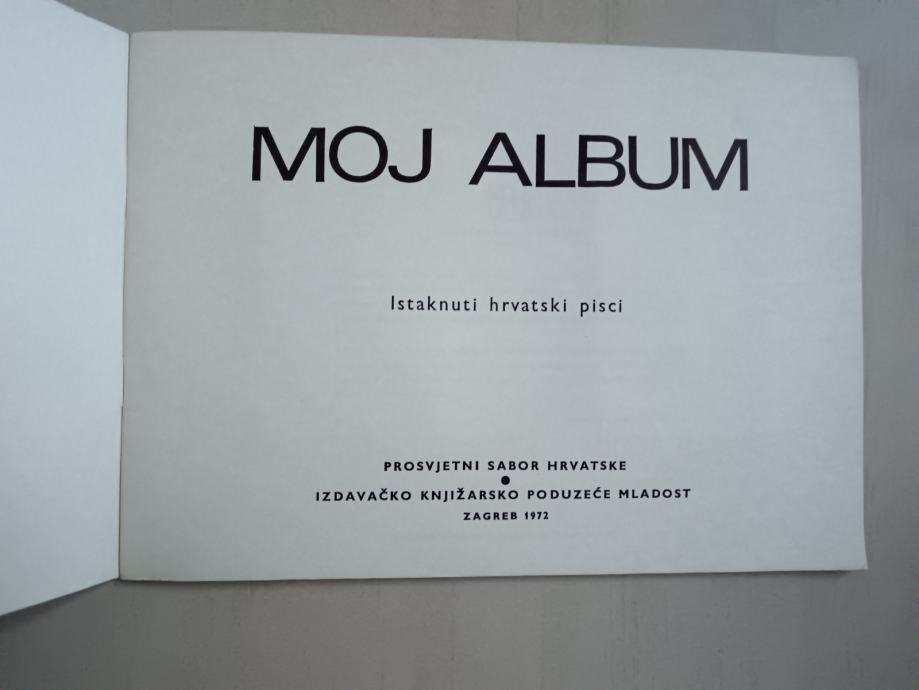 MOJ ALBUM
Istaknuti hrvatski pisci
PROSVJETNI SABOR HRVATSKE
●
IZDAVAČKO KNJIŽARSKO PODUZEĆE MLADOST
ZAGREB 1972